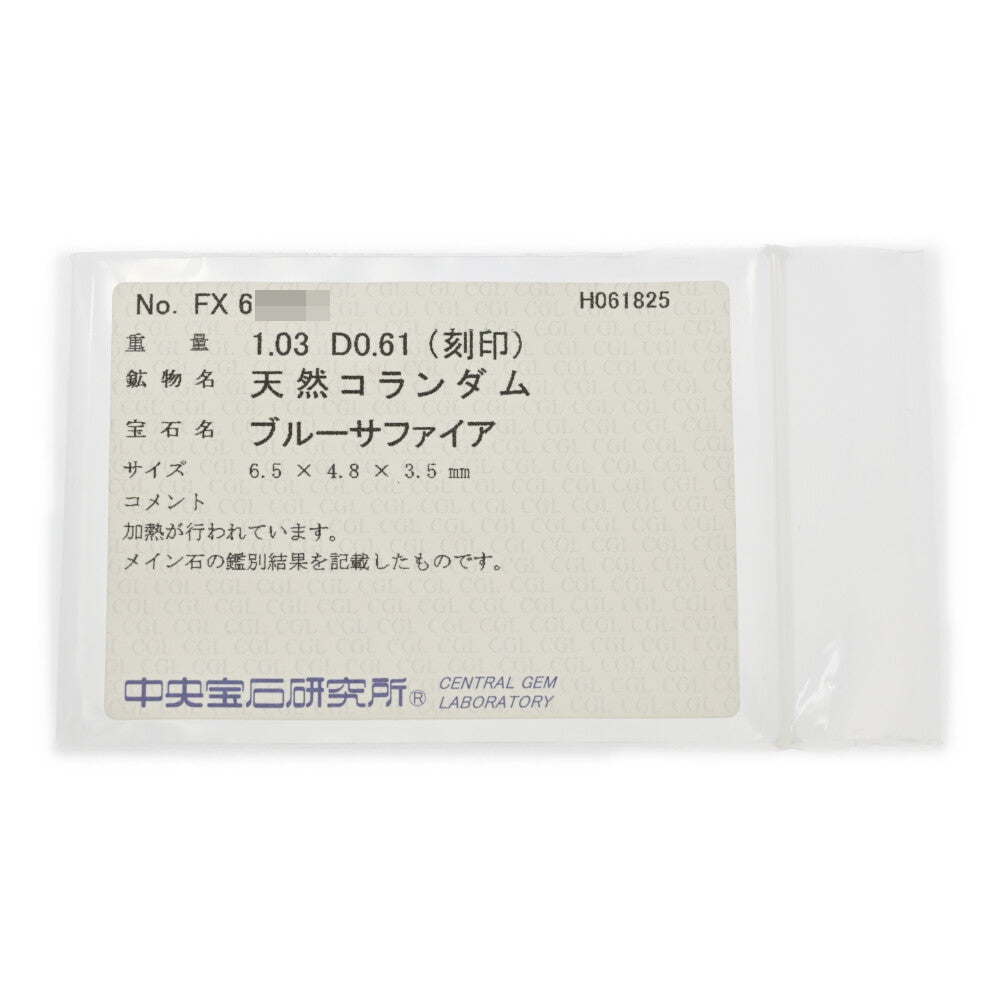 No. FX 6 H061825
重 量 1.03 D0.61 (刻印)
鉱 物 名 天然コランダム
宝 石 名 ブルーサファイア
サイズ 6.5 × 4.8 × 3.5 mm
コメント
加熱が行われています。
メイン石の鑑別結果を記載したものです。
中央宝石研究所® CENTRAL GEM
LABORATORY